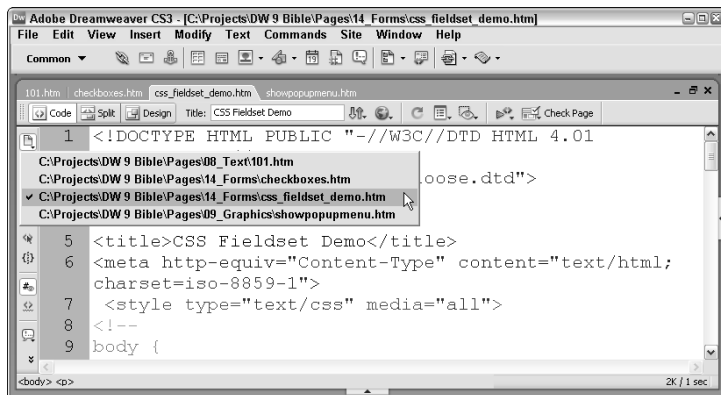 Adobe Dreamweaver CS3 - [C:\Projects\DW 9 Bible\Pages\14_Forms\css_fieldset_demo.htm]
File Edit View Insert Modify Text Commands Site Window Help
Common
101.htm checkboxes.htm css_fieldset_demo.htm showpopupmenu.htm
Code Split Design Title: CSS Fieldset Demo Check Page
1 <!DOCTYPE HTML PUBLIC "-//W3C//DTD HTML 4.01
C:\Projects\DW 9 Bible\Pages\08_Text\101.htm
C:\Projects\DW 9 Bible\Pages\14_Forms\checkboxes.htm oose.dtd">
C:\Projects\DW 9 Bible\Pages\14_Forms\css_fieldset_demo.htm
C:\Projects\DW 9 Bible\Pages\09_Graphics\showpopupmenu.htm
5 <title>CSS Fieldset Demo</title>
6 <meta http-equiv="Content-Type" content="text/html;
charset=iso-8859-1">
7 <style type="text/css" media="all">
8 <!--
9 body {
<body> <p> 2K / 1 sec